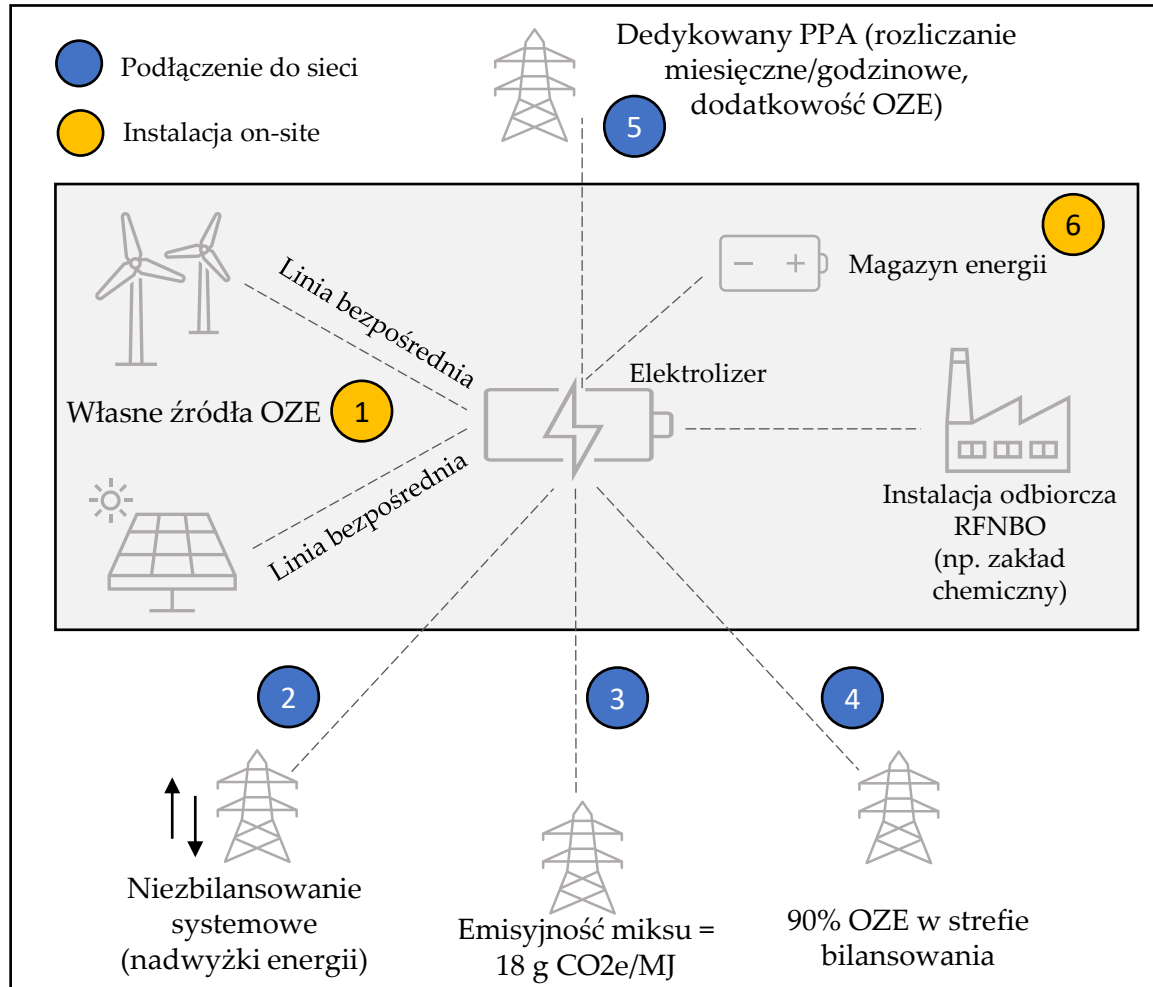 Podłączenie do sieci
Instalacja on-site
Dedykowany PPA (rozliczanie
miesięczne/godzinowe,
dodatkowość OZE)
5
6
Magazyn energii
Linia bezpośrednia
Elektrolizer
Własne źródła OZE
1
Linia bezpośrednia
Instalacja odbiorcza
RFNBO
(np. zakład
chemiczny)
2
3
4
Niezbilansowanie
systemowe
(nadwyżki energii)
Emisyjność miksu =
18 g CO2e/MJ
90% OZE w strefie
bilansowania